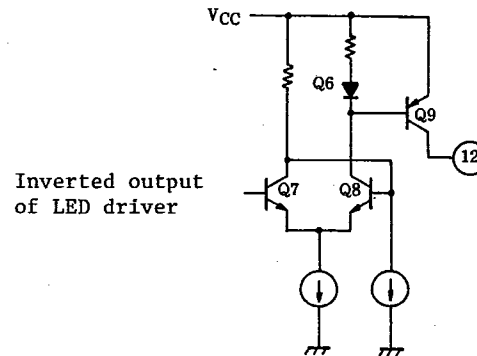 VCC
Q6
Q9
12
Inverted output
of LED driver
Q7
Q8